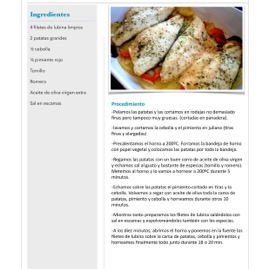 Ingredientes
4 filetes de lubina limpios
2 patatas grandes
½ cebolla
½ pimiento rojo
Tomillo
Romero
Aceite de oliva virgen extra
Sal en escamas
Procedimiento
-Pelamos las patatas y las cortamos en rodajas no demasiado
finas pero tampoco muy gruesas. (cortadas en panadera).
-lavamos y cortamos la cebolla y el pimiento en juliana (tiras
finas y alargadas)
-Precalentamos el horno a 200ºC. Forramos la bandeja de horno
con papel vegetal y colocamos las patatas por toda la bandeja.
-Regamos las patatas con un buen corro de aceite de oliva virgen
y echamos sal al gusto y bastante de especias (tomillo y romero).
Metemos al horno y lo vamos a hornear a 200ºC durante 5
minutos.
-Echamos sobre las patatas el pimiento cortado en tiras y la
cebolla. Volvemos a regar con aceite de oliva toda la cama de
patatas, pimiento y cebolla y horneamos durante otros 10
minutos.
-Mientras tanto preparamos los filetes de lubina salándolos con
sal en escamas y espolvoreándolos también con las especias.
-A los diez minutos, abrimos el horno y ponemos en la fuente las
filetes de lubina sobre la cama de patatas, cebolla y pimientos y
horneamos finalmente todo junto durante 18 o 20 min.